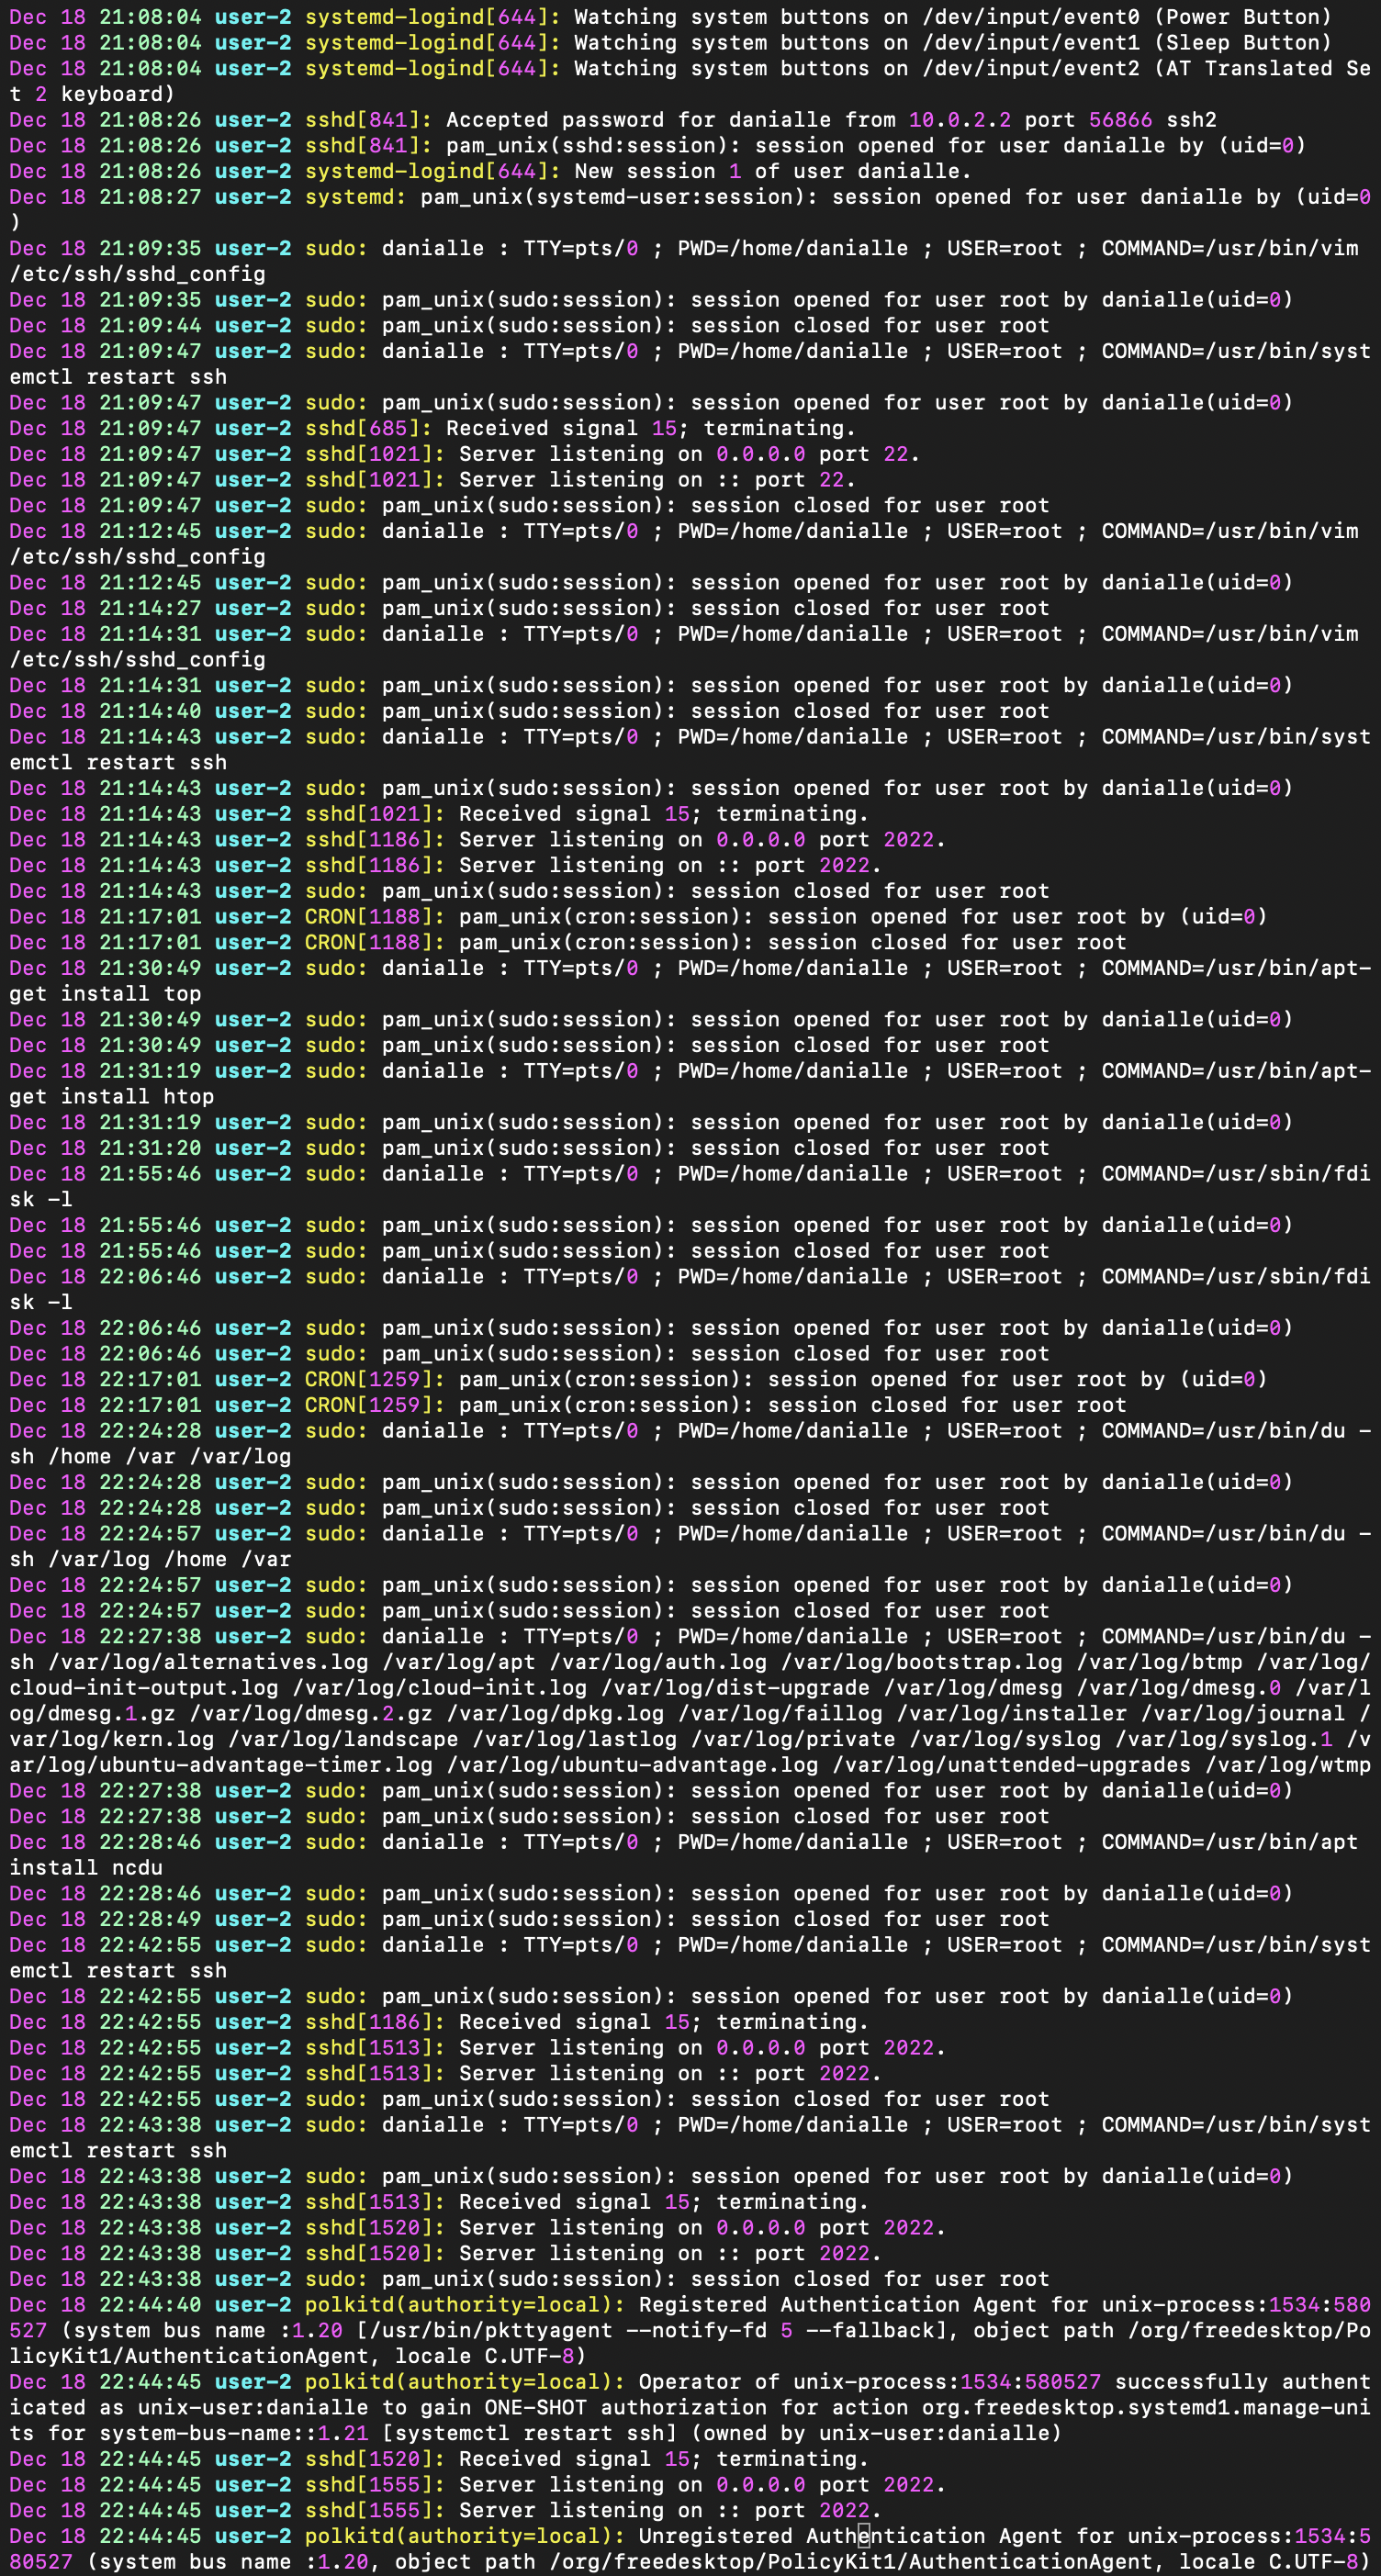 Dec 18 21:08:04 user-2 systemd-logind[644]: Watching system buttons on /dev/input/event0 (Power Button)
Dec 18 21:08:04 user-2 systemd-logind[644]: Watching system buttons on /dev/input/event1 (Sleep Button)
Dec 18 21:08:04 user-2 systemd-logind[644]: Watching system buttons on /dev/input/event2 (AT Translated Se
t 2 keyboard)
Dec 18 21:08:26 user-2 sshd[841]: Accepted password for danialle from 10.0.2.2 port 56866 ssh2
Dec 18 21:08:26 user-2 sshd[841]: pam_unix(sshd:session): session opened for user danialle by (uid=0)
Dec 18 21:08:26 user-2 systemd-logind[644]: New session 1 of user danialle.
Dec 18 21:08:27 user-2 systemd: pam_unix(systemd-user:session): session opened for user danialle by (uid=0
)
Dec 18 21:09:35 user-2 sudo: danialle : TTY=pts/0 ; PWD=/home/danialle ; USER=root ; COMMAND=/usr/bin/vim
/etc/ssh/sshd_config
Dec 18 21:09:35 user-2 sudo: pam_unix(sudo:session): session opened for user root by danialle(uid=0)
Dec 18 21:09:44 user-2 sudo: pam_unix(sudo:session): session closed for user root
Dec 18 21:09:47 user-2 sudo: danialle : TTY=pts/0 ; PWD=/home/danialle ; USER=root ; COMMAND=/usr/bin/syst
emctl restart ssh
Dec 18 21:09:47 user-2 sudo: pam_unix(sudo:session): session opened for user root by danialle(uid=0)
Dec 18 21:09:47 user-2 sshd[685]: Received signal 15; terminating.
Dec 18 21:09:47 user-2 sshd[1021]: Server listening on 0.0.0.0 port 22.
Dec 18 21:09:47 user-2 sshd[1021]: Server listening on :: port 22.
Dec 18 21:09:47 user-2 sudo: pam_unix(sudo:session): session closed for user root
Dec 18 21:12:45 user-2 sudo: danialle : TTY=pts/0 ; PWD=/home/danialle ; USER=root ; COMMAND=/usr/bin/vim
/etc/ssh/sshd_config
Dec 18 21:12:45 user-2 sudo: pam_unix(sudo:session): session opened for user root by danialle(uid=0)
Dec 18 21:14:27 user-2 sudo: pam_unix(sudo:session): session closed for user root
Dec 18 21:14:31 user-2 sudo: danialle : TTY=pts/0 ; PWD=/home/danialle ; USER=root ; COMMAND=/usr/bin/vim
/etc/ssh/sshd_config
Dec 18 21:14:31 user-2 sudo: pam_unix(sudo:session): session opened for user root by danialle(uid=0)
Dec 18 21:14:40 user-2 sudo: pam_unix(sudo:session): session closed for user root
Dec 18 21:14:43 user-2 sudo: danialle : TTY=pts/0 ; PWD=/home/danialle ; USER=root ; COMMAND=/usr/bin/syst
emctl restart ssh
Dec 18 21:14:43 user-2 sudo: pam_unix(sudo:session): session opened for user root by danialle(uid=0)
Dec 18 21:14:43 user-2 sshd[1021]: Received signal 15; terminating.
Dec 18 21:14:43 user-2 sshd[1186]: Server listening on 0.0.0.0 port 2022.
Dec 18 21:14:43 user-2 sshd[1186]: Server listening on :: port 2022.
Dec 18 21:14:43 user-2 sudo: pam_unix(sudo:session): session closed for user root
Dec 18 21:17:01 user-2 CRON[1188]: pam_unix(cron:session): session opened for user root by (uid=0)
Dec 18 21:17:01 user-2 CRON[1188]: pam_unix(cron:session): session closed for user root
Dec 18 21:30:49 user-2 sudo: danialle : TTY=pts/0 ; PWD=/home/danialle ; USER=root ; COMMAND=/usr/bin/apt-
get install top
Dec 18 21:30:49 user-2 sudo: pam_unix(sudo:session): session opened for user root by danialle(uid=0)
Dec 18 21:30:49 user-2 sudo: pam_unix(sudo:session): session closed for user root
Dec 18 21:31:19 user-2 sudo: danialle : TTY=pts/0 ; PWD=/home/danialle ; USER=root ; COMMAND=/usr/bin/apt-
get install htop
Dec 18 21:31:19 user-2 sudo: pam_unix(sudo:session): session opened for user root by danialle(uid=0)
Dec 18 21:31:20 user-2 sudo: pam_unix(sudo:session): session closed for user root
Dec 18 21:55:46 user-2 sudo: danialle : TTY=pts/0 ; PWD=/home/danialle ; USER=root ; COMMAND=/usr/sbin/fdi
sk -l
Dec 18 21:55:46 user-2 sudo: pam_unix(sudo:session): session opened for user root by danialle(uid=0)
Dec 18 21:55:46 user-2 sudo: pam_unix(sudo:session): session closed for user root
Dec 18 22:06:46 user-2 sudo: danialle : TTY=pts/0 ; PWD=/home/danialle ; USER=root ; COMMAND=/usr/sbin/fdi
sk -l
Dec 18 22:06:46 user-2 sudo: pam_unix(sudo:session): session opened for user root by danialle(uid=0)
Dec 18 22:06:46 user-2 sudo: pam_unix(sudo:session): session closed for user root
Dec 18 22:17:01 user-2 CRON[1259]: pam_unix(cron:session): session opened for user root by (uid=0)
Dec 18 22:17:01 user-2 CRON[1259]: pam_unix(cron:session): session closed for user root
Dec 18 22:24:28 user-2 sudo: danialle : TTY=pts/0 ; PWD=/home/danialle ; USER=root ; COMMAND=/usr/bin/du -
sh /home /var /var/log
Dec 18 22:24:28 user-2 sudo: pam_unix(sudo:session): session opened for user root by danialle(uid=0)
Dec 18 22:24:28 user-2 sudo: pam_unix(sudo:session): session closed for user root
Dec 18 22:24:57 user-2 sudo: danialle : TTY=pts/0 ; PWD=/home/danialle ; USER=root ; COMMAND=/usr/bin/du -
sh /var/log /home /var
Dec 18 22:24:57 user-2 sudo: pam_unix(sudo:session): session opened for user root by danialle(uid=0)
Dec 18 22:24:57 user-2 sudo: pam_unix(sudo:session): session closed for user root
Dec 18 22:27:38 user-2 sudo: danialle : TTY=pts/0 ; PWD=/home/danialle ; USER=root ; COMMAND=/usr/bin/du -
sh /var/log/alternatives.log /var/log/apt /var/log/auth.log /var/log/bootstrap.log /var/log/btmp /var/log/
cloud-init-output.log /var/log/cloud-init.log /var/log/dist-upgrade /var/log/dmesg /var/log/dmesg.0 /var/l
og/dmesg.1.gz /var/log/dmesg.2.gz /var/log/dpkg.log /var/log/faillog /var/log/installer /var/log/journal /
var/log/kern.log /var/log/landscape /var/log/lastlog /var/log/private /var/log/syslog /var/log/syslog.1 /v
ar/log/ubuntu-advantage-timer.log /var/log/ubuntu-advantage.log /var/log/unattended-upgrades /var/log/wtmp
Dec 18 22:27:38 user-2 sudo: pam_unix(sudo:session): session opened for user root by danialle(uid=0)
Dec 18 22:27:38 user-2 sudo: pam_unix(sudo:session): session closed for user root
Dec 18 22:28:46 user-2 sudo: danialle : TTY=pts/0 ; PWD=/home/danialle ; USER=root ; COMMAND=/usr/bin/apt
install ncdu
Dec 18 22:28:46 user-2 sudo: pam_unix(sudo:session): session opened for user root by danialle(uid=0)
Dec 18 22:28:49 user-2 sudo: pam_unix(sudo:session): session closed for user root
Dec 18 22:42:55 user-2 sudo: danialle : TTY=pts/0 ; PWD=/home/danialle ; USER=root ; COMMAND=/usr/bin/syst
emctl restart ssh
Dec 18 22:42:55 user-2 sudo: pam_unix(sudo:session): session opened for user root by danialle(uid=0)
Dec 18 22:42:55 user-2 sshd[1186]: Received signal 15; terminating.
Dec 18 22:42:55 user-2 sshd[1513]: Server listening on 0.0.0.0 port 2022.
Dec 18 22:42:55 user-2 sshd[1513]: Server listening on :: port 2022.
Dec 18 22:42:55 user-2 sudo: pam_unix(sudo:session): session closed for user root
Dec 18 22:43:38 user-2 sudo: danialle : TTY=pts/0 ; PWD=/home/danialle ; USER=root ; COMMAND=/usr/bin/syst
emctl restart ssh
Dec 18 22:43:38 user-2 sudo: pam_unix(sudo:session): session opened for user root by danialle(uid=0)
Dec 18 22:43:38 user-2 sshd[1513]: Received signal 15; terminating.
Dec 18 22:43:38 user-2 sshd[1520]: Server listening on 0.0.0.0 port 2022.
Dec 18 22:43:38 user-2 sshd[1520]: Server listening on :: port 2022.
Dec 18 22:43:38 user-2 sudo: pam_unix(sudo:session): session closed for user root
Dec 18 22:44:40 user-2 polkitd(authority=local): Registered Authentication Agent for unix-process:1534:580
527 (system bus name :1.20 [/usr/bin/pkttyagent --notify-fd 5 --fallback], object path /org/freedesktop/Po
licyKit1/AuthenticationAgent, locale C.UTF-8)
Dec 18 22:44:45 user-2 polkitd(authority=local): Operator of unix-process:1534:580527 successfully authent
icated as unix-user:danialle to gain ONE-SHOT authorization for action org.freedesktop.systemd1.manage-uni
ts for system-bus-name::1.21 [systemctl restart ssh] (owned by unix-user:danialle)
Dec 18 22:44:45 user-2 sshd[1520]: Received signal 15; terminating.
Dec 18 22:44:45 user-2 sshd[1555]: Server listening on 0.0.0.0 port 2022.
Dec 18 22:44:45 user-2 sshd[1555]: Server listening on :: port 2022.
Dec 18 22:44:45 user-2 polkitd(authority=local): Unregistered Authentication Agent for unix-process:1534:5
80527 (system bus name :1.20, object path /org/freedesktop/PolicyKit1/AuthenticationAgent, locale C.UTF-8)